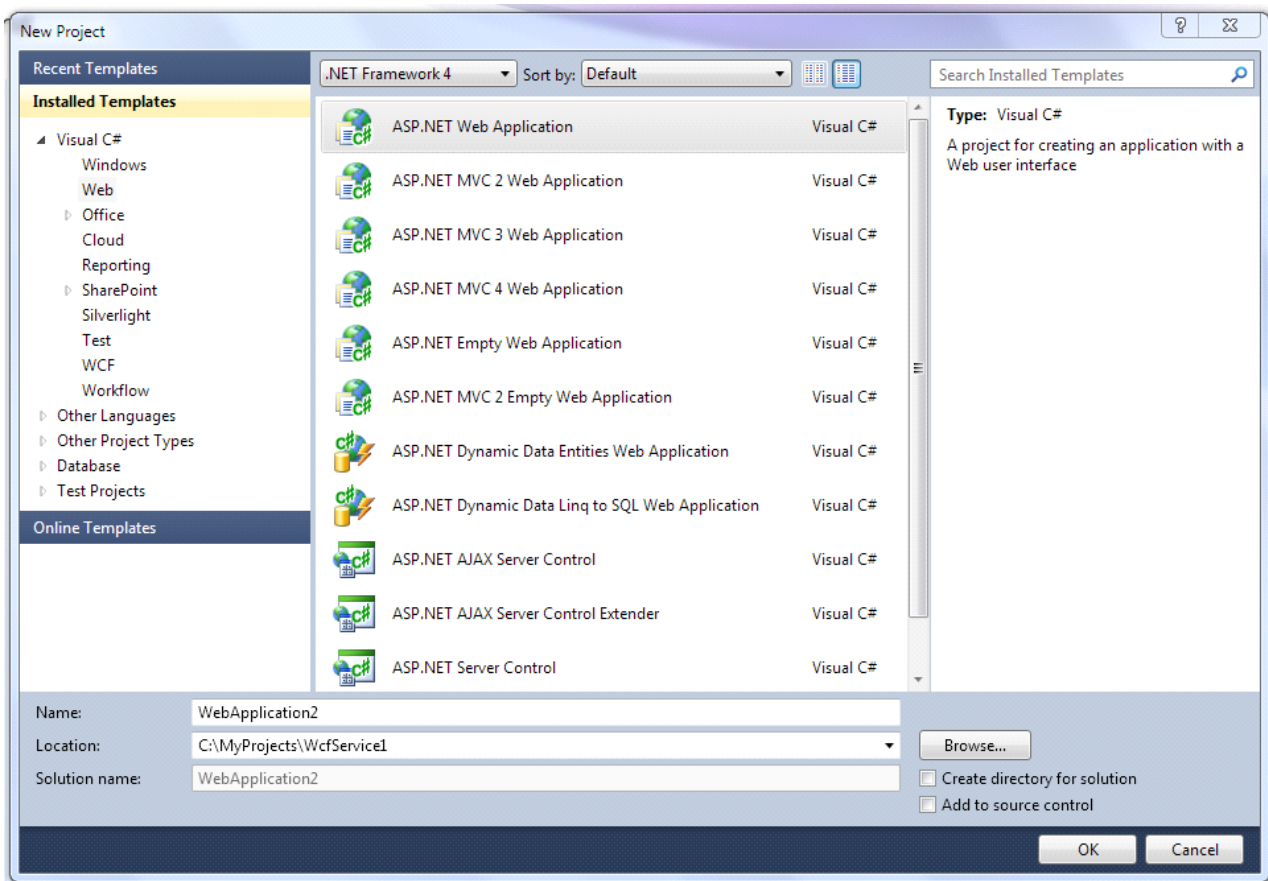 New Project
Recent Templates
Installed Templates
Visual C#
Windows
Web
Office
Cloud
Reporting
SharePoint
Silverlight
Test
WCF
Workflow
Other Languages
Other Project Types
Database
Test Projects
Online Templates
.NET Framework 4 Sort by: Default
ASP.NET Web Application Visual C#
ASP.NET MVC 2 Web Application Visual C#
ASP.NET MVC 3 Web Application Visual C#
ASP.NET MVC 4 Web Application Visual C#
ASP.NET Empty Web Application Visual C#
ASP.NET MVC 2 Empty Web Application Visual C#
ASP.NET Dynamic Data Entities Web Application Visual C#
ASP.NET Dynamic Data Linq to SQL Web Application Visual C#
ASP.NET AJAX Server Control Visual C#
ASP.NET AJAX Server Control Extender Visual C#
ASP.NET Server Control Visual C#
Search Installed Templates
Type: Visual C#
A project for creating an application with a
Web user interface
Name: WebApplication2
Location: C:\MyProjects\WcfService1 Browse...
Solution name: WebApplication2
Create directory for solution
Add to source control
OK Cancel